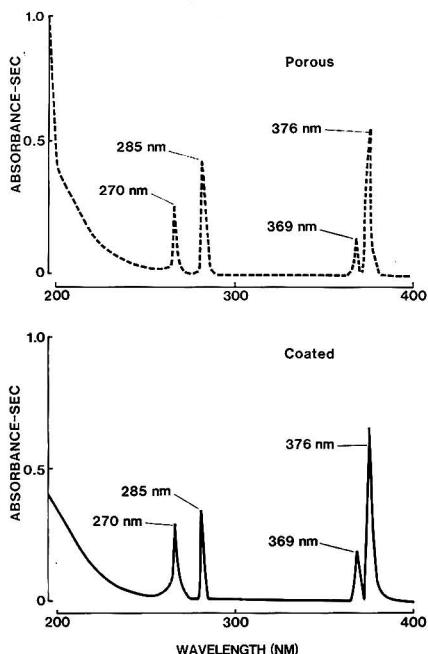 ABSORBANCE-SEC
1.0
0.5
0
Porous
270 nm
285 nm
369 nm
376 nm
200
300
400
ABSORBANCE-SEC
1.0
0.5
0
Coated
270 nm
285 nm
369 nm
376 nm
200
300
400
WAVELENGTH (NM)